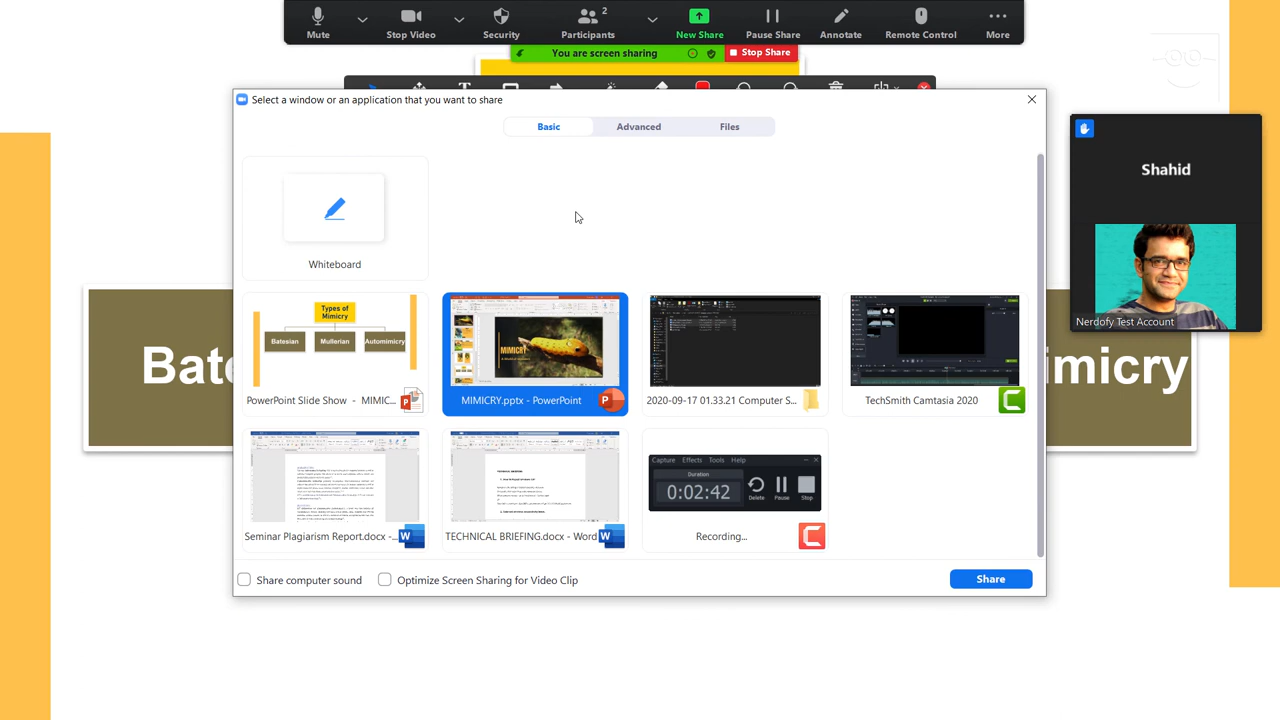 Mute
Stop Video
Security
Participants
2
New Share
Pause Share
Annotate
Remote Control
More
You are screen sharing
Stop Share
Select a window or an application that you want to share
Basic
Advanced
Files
Shahid
Nerdofy Test Account
Whiteboard
Types of
Mimicry
Batesian
Mullerian
Automimicry
PowerPoint Slide Show - MIMIC...
MIMICRY
MIMICRY.pptx - PowerPoint
2020-09-17 01.33.21 Computer S...
TechSmith Camtasia 2020
Bate
imicry
Seminar Plagiarism Report.docx -...
TECHNICAL BRIEFING.docx - Word
Capture Effects Tools Help
Duration
0:02:42
Delete
Pause
Stop
Recording...
Share computer sound
Optimize Screen Sharing for Video Clip
Share